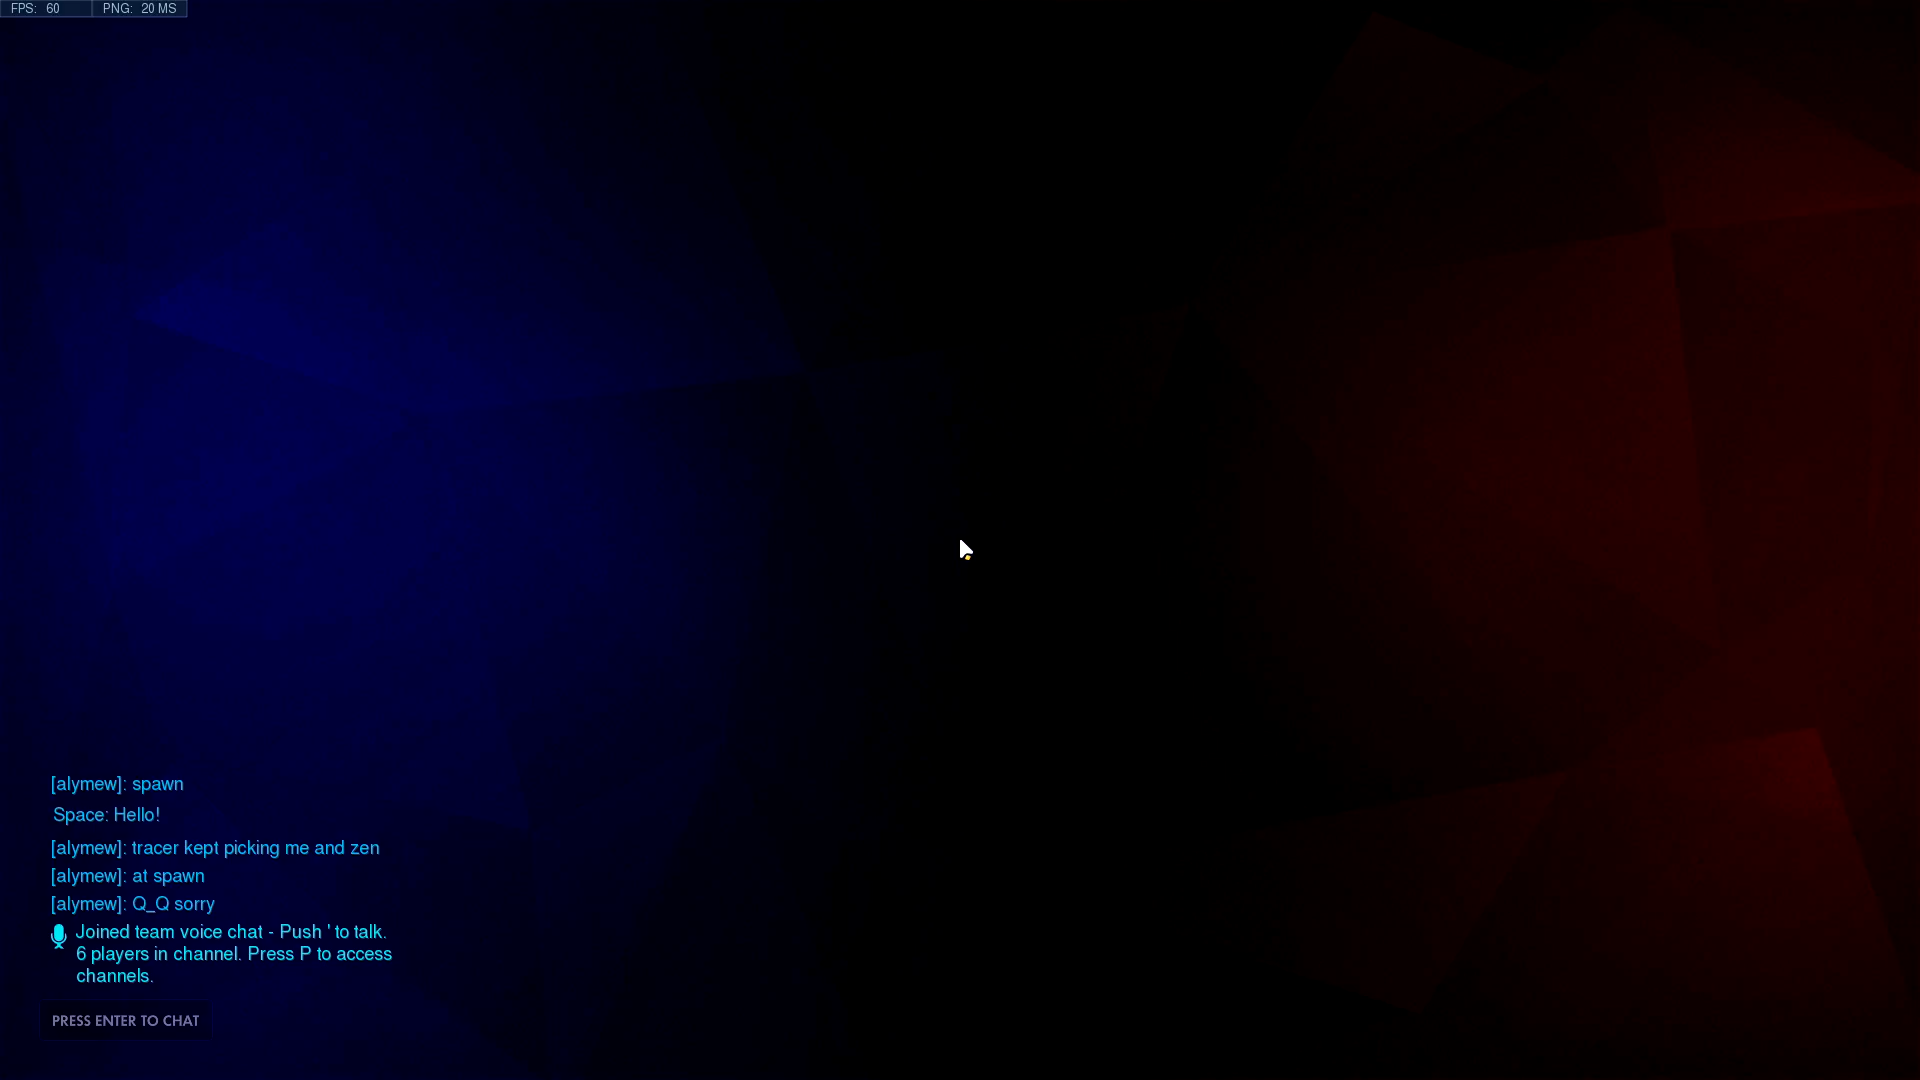 FPS: 60 PNG: 20 MS
[alymew]: spawn
Space: Hello!
[alymew]: tracer kept picking me and zen
[alymew]: at spawn
[alymew]: Q_Q sorry
Joined team voice chat - Push ' to talk.
6 players in channel. Press P to access
channels.
PRESS ENTER TO CHAT